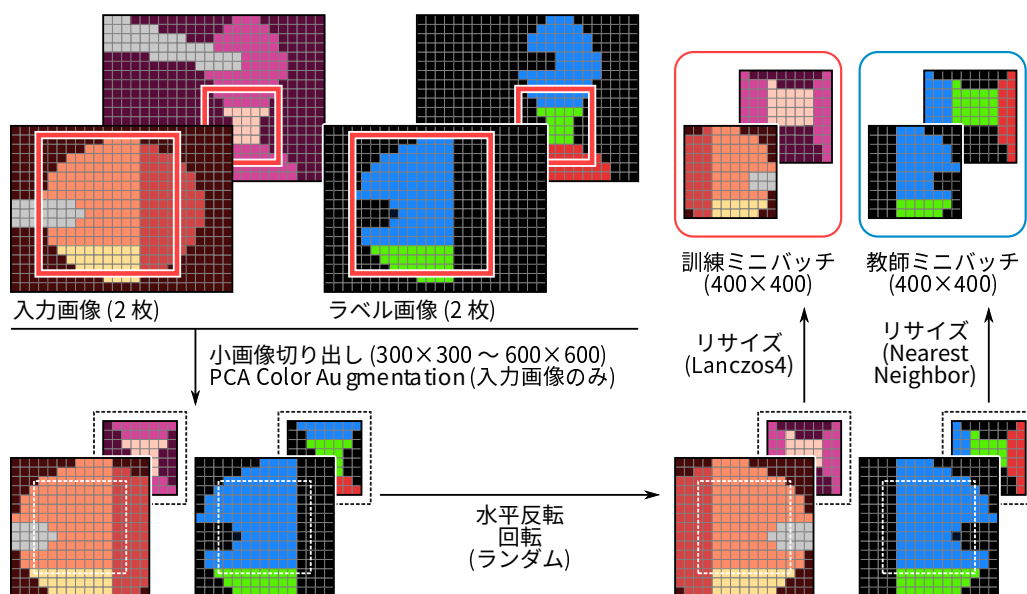 入力画像 (2 枚)
ラベル画像 (2 枚)
小画像切り出し (300×300 ～ 600×600)
PCA Color Augmentation (入力画像のみ)
水平反転
回転
(ランダム)
リサイズ
(Lanczos4)
リサイズ
(Nearest
Neighbor)
訓練ミニバッチ
(400×400)
教師ミニバッチ
(400×400)